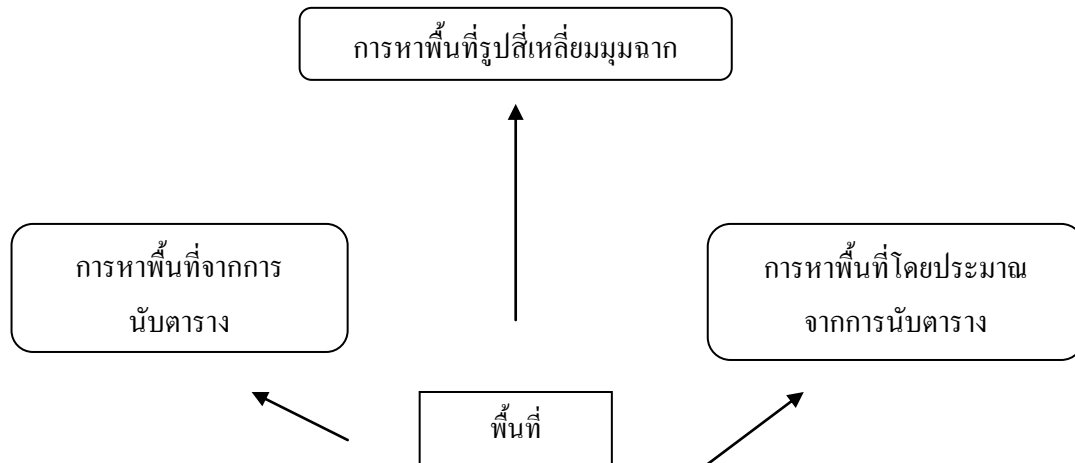 การหาพื้นที่รูปสี่เหลี่ยมมุมฉาก
การหาพื้นที่จากการ
นับตาราง
การหาพื้นที่โดยประมาณ
จากการนับตาราง
พื้นที่